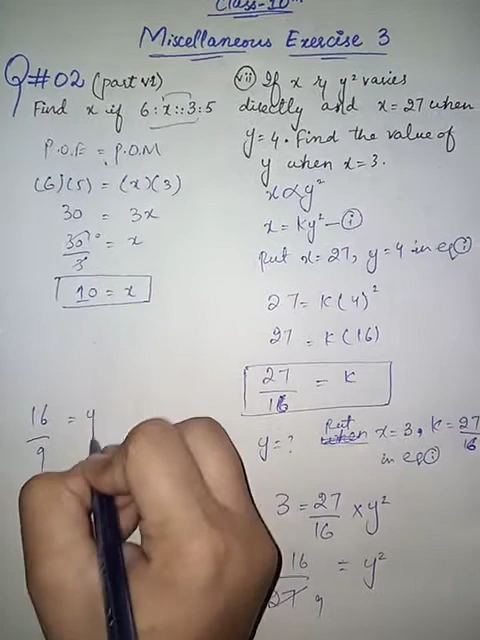 Class-10th
Miscellaneous Exercise 3
Q#02 (part vi)
Find x if 6:x::3:5
P.O.E = P.O.M
(6)(5) = (x)(3)
30 = 3x
30/3 = x
10 = x
16/9 = y
(vii) If x & y² varies
directly and x=27 when
y=4. Find the value of
y when x=3.
x∝y²
x = Ky² -(i)
Put x=27, y=4 in eq(i)
27 = K(4)²
27 = K(16)
27/16 = K
y=? Put x=3, K=27/16
in eq(i)
3 = 27/16 × y²
16/27 9 = y²